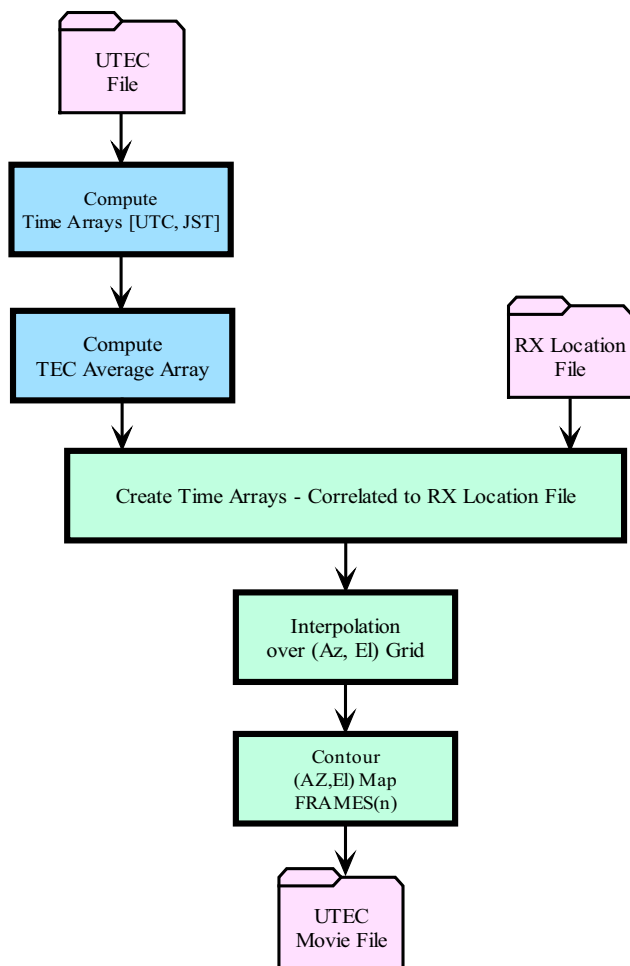 UTEC
File
Compute
Time Arrays [UTC, JST]
Compute
TEC Average Array
RX Location
File
Create Time Arrays - Correlated to RX Location File
Interpolation
over (Az, El) Grid
Contour
(AZ,El) Map
FRAMES(n)
UTEC
Movie File